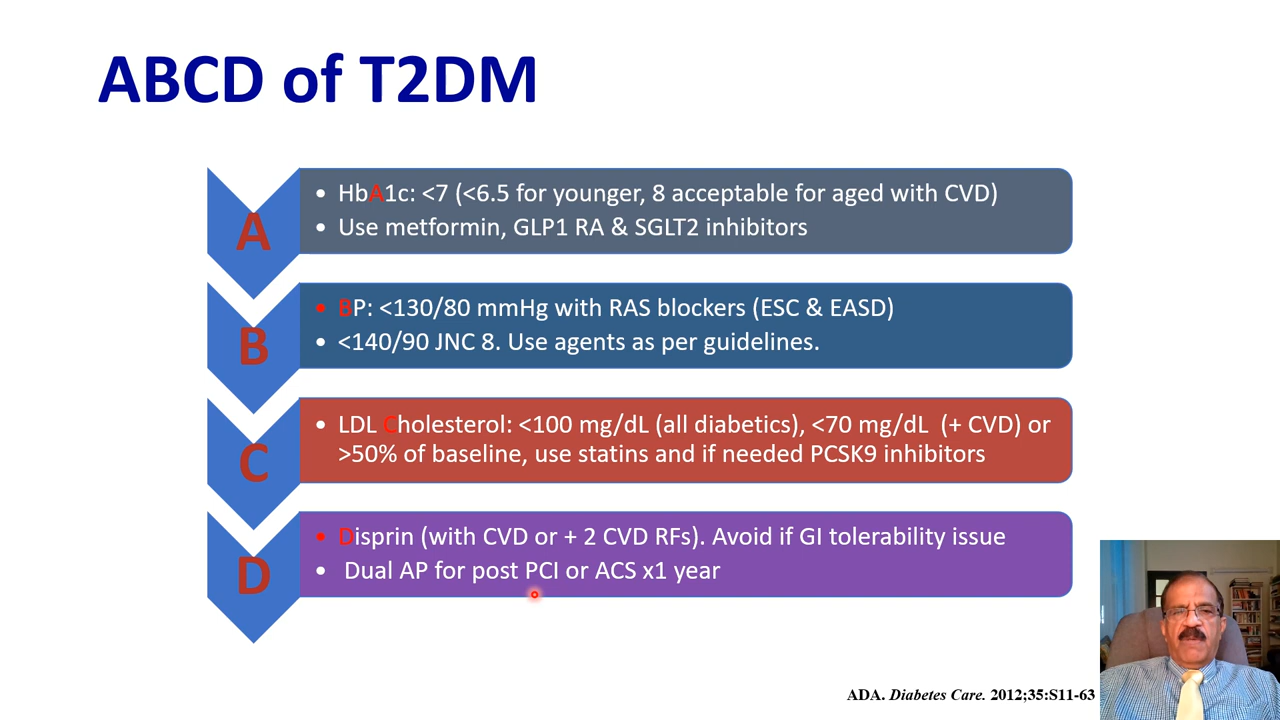 ABCD of T2DM
A
• HbA1c: <7 (<6.5 for younger, 8 acceptable for aged with CVD)
• Use metformin, GLP1 RA & SGLT2 inhibitors
B
• BP: <130/80 mmHg with RAS blockers (ESC & EASD)
• <140/90 JNC 8. Use agents as per guidelines.
C
• LDL Cholesterol: <100 mg/dL (all diabetics), <70 mg/dL (+ CVD) or
>50% of baseline, use statins and if needed PCSK9 inhibitors
D
• Disprin (with CVD or + 2 CVD RFs). Avoid if GI tolerability issue
• Dual AP for post PCI or ACS x1 year
ADA. Diabetes Care. 2012;35:S11-63